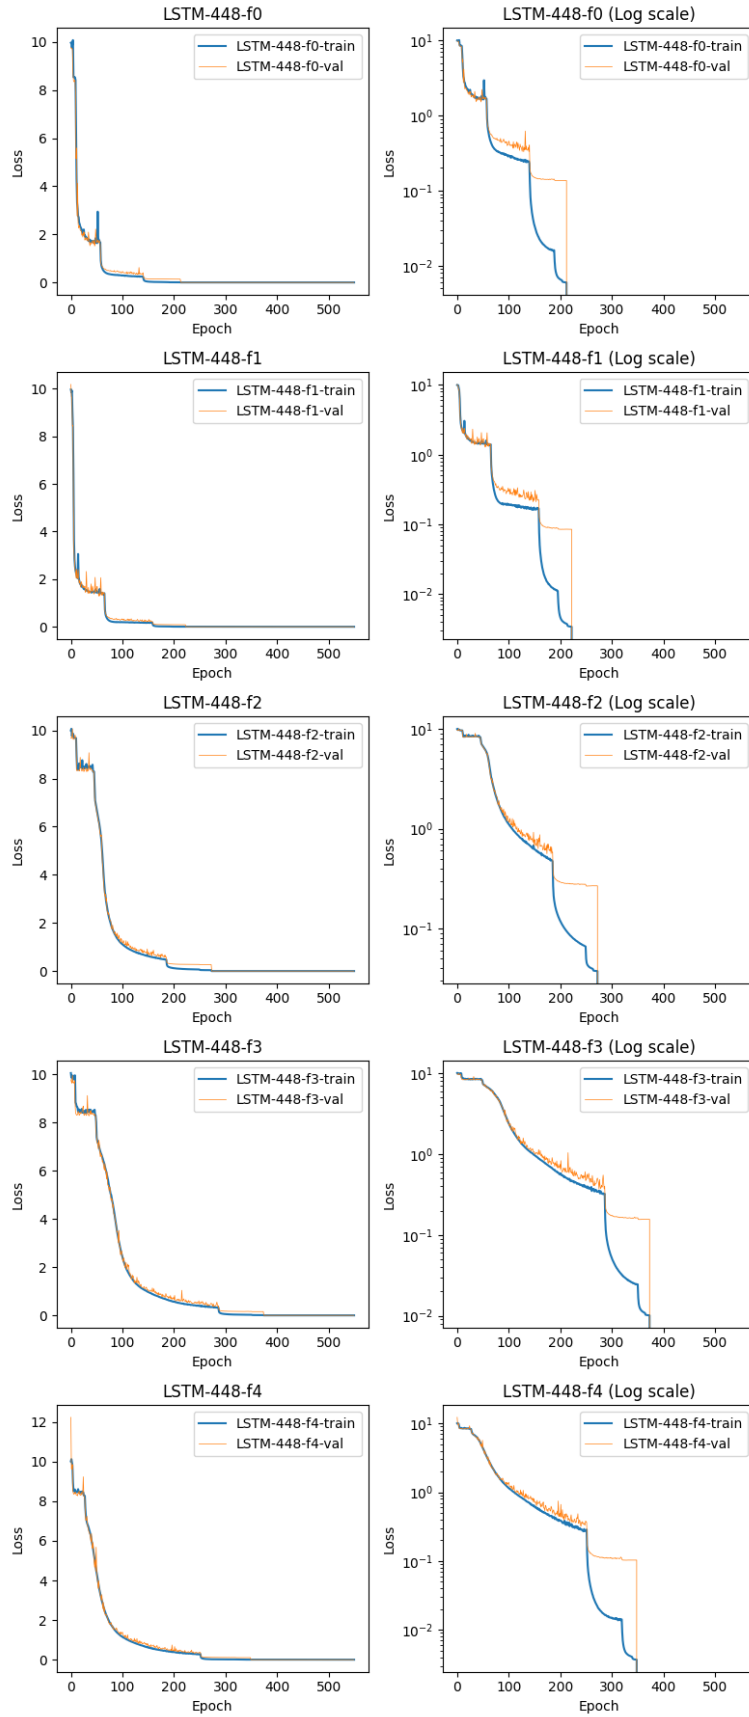 LSTM-448-f0
10
8
6
4
2
0
Loss
LSTM-448-f0-train
LSTM-448-f0-val
0 100 200 300 400 500
Epoch
LSTM-448-f0 (Log scale)
10^1
10^0
10^-1
10^-2
Loss
LSTM-448-f0-train
LSTM-448-f0-val
0 100 200 300 400 500
Epoch
LSTM-448-f1
10
8
6
4
2
0
Loss
LSTM-448-f1-train
LSTM-448-f1-val
0 100 200 300 400 500
Epoch
LSTM-448-f1 (Log scale)
10^1
10^0
10^-1
10^-2
Loss
LSTM-448-f1-train
LSTM-448-f1-val
0 100 200 300 400 500
Epoch
LSTM-448-f2
10
8
6
4
2
0
Loss
LSTM-448-f2-train
LSTM-448-f2-val
0 100 200 300 400 500
Epoch
LSTM-448-f2 (Log scale)
10^1
10^0
10^-1
Loss
LSTM-448-f2-train
LSTM-448-f2-val
0 100 200 300 400 500
Epoch
LSTM-448-f3
10
8
6
4
2
0
Loss
LSTM-448-f3-train
LSTM-448-f3-val
0 100 200 300 400 500
Epoch
LSTM-448-f3 (Log scale)
10^1
10^0
10^-1
10^-2
Loss
LSTM-448-f3-train
LSTM-448-f3-val
0 100 200 300 400 500
Epoch
LSTM-448-f4
12
10
8
6
4
2
0
Loss
LSTM-448-f4-train
LSTM-448-f4-val
0 100 200 300 400 500
Epoch
LSTM-448-f4 (Log scale)
10^1
10^0
10^-1
10^-2
Loss
LSTM-448-f4-train
LSTM-448-f4-val
0 100 200 300 400 500
Epoch